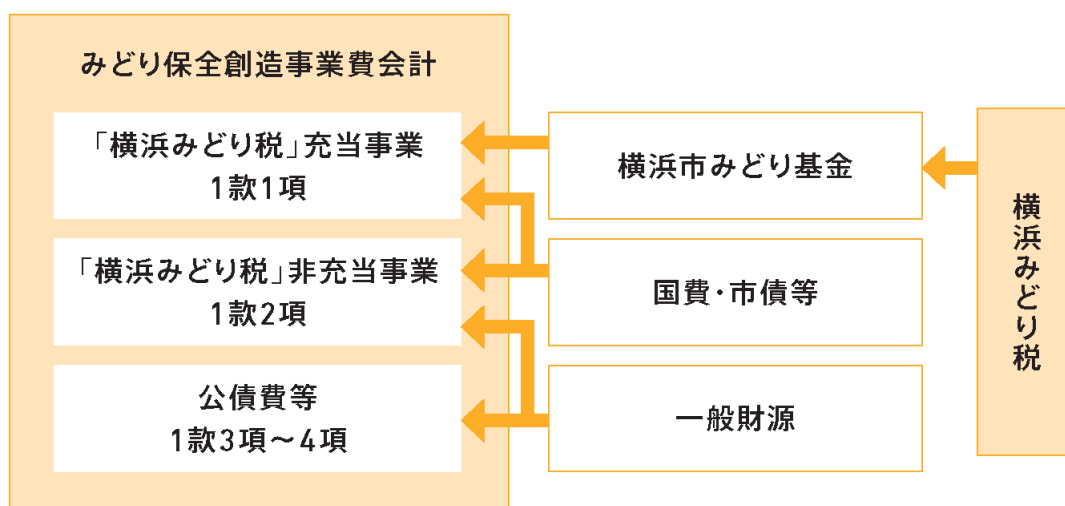 みどり保全創造事業費会計
「横浜みどり税」充当事業
1款1項
「横浜みどり税」非充当事業
1款2項
公債費等
1款3項～4項
横浜市みどり基金
国費・市債等
一般財源
横浜みどり税